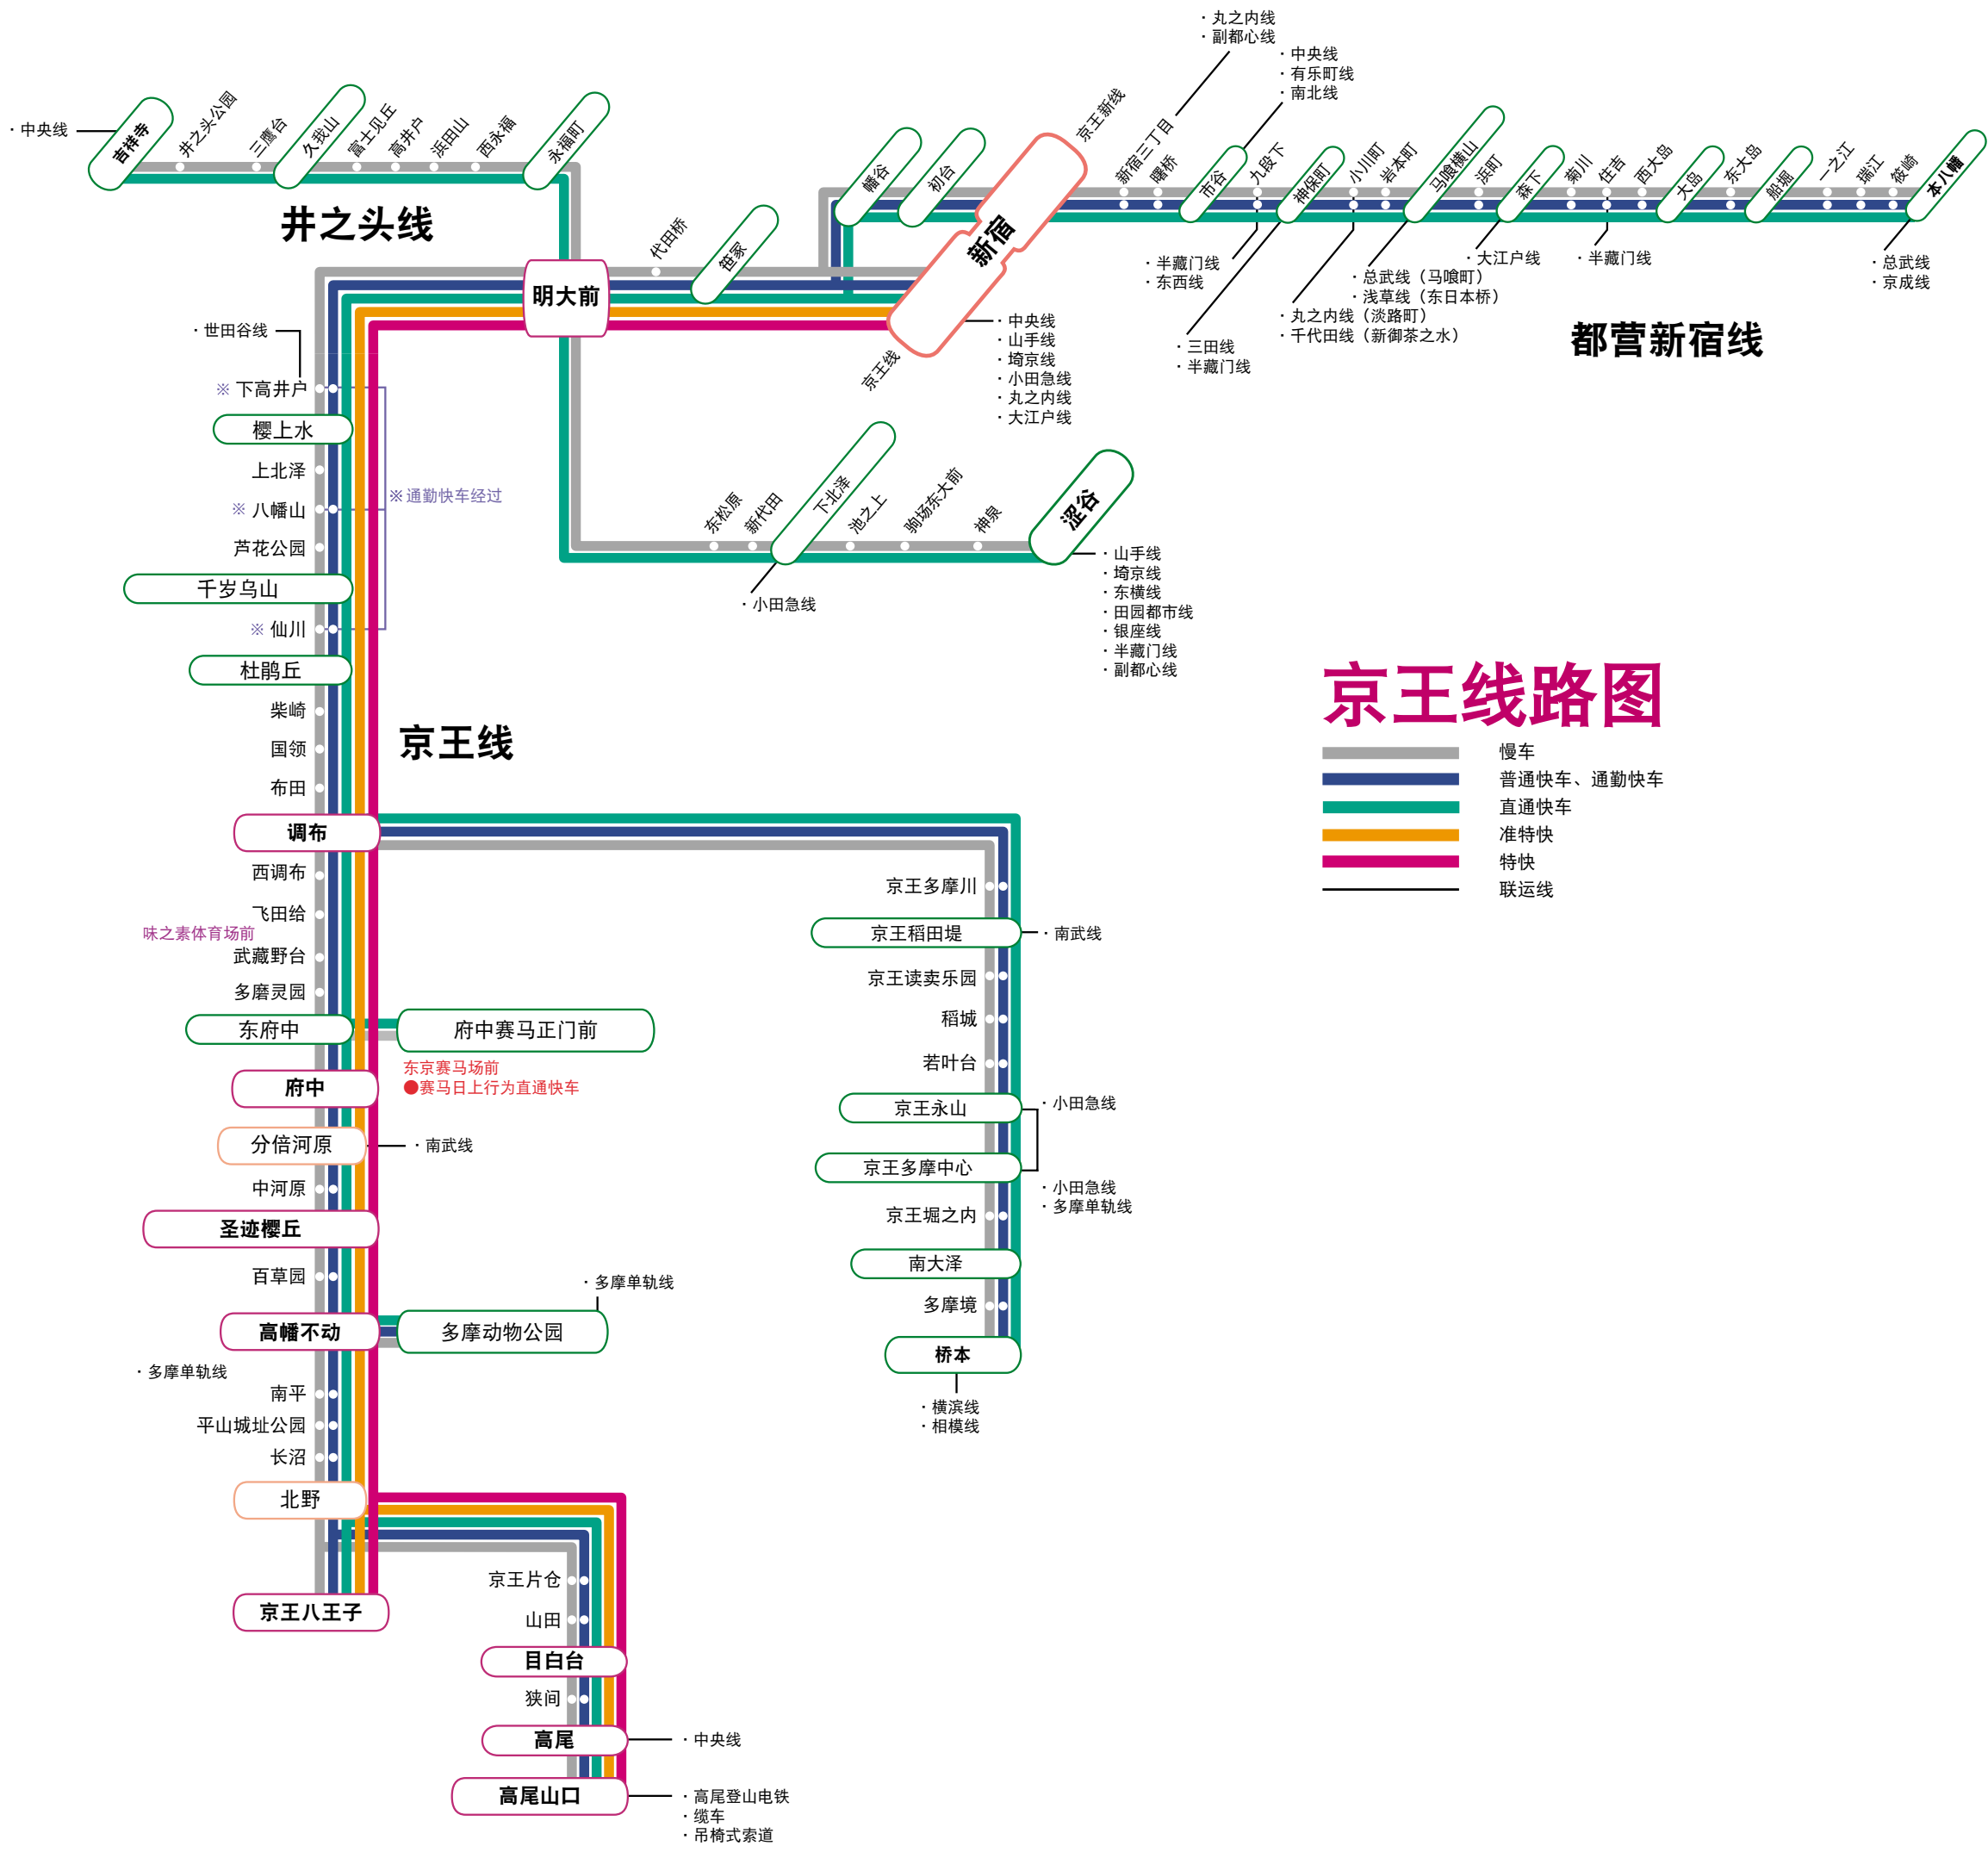 ・丸之内线
・副都心线
・中央线
・有乐町线
・南北线
・中央线
吉祥寺
井之头公园
三鹰台
久我山
富士见丘
高井户
浜田山
西永福
永福町
井之头线
幡谷
初台
新宿
京王新线
新宿三丁目
曙桥
市谷
九段下
神保町
小川町
岩本町
马喰横山
浜町
森下
菊川
住吉
西大岛
大岛
东大岛
船堀
一之江
瑞江
筱崎
本八幡
代田桥
笹冢
明大前
京王线
・半藏门线
・东西线
・三田线
・半藏门线
・总武线（马喰町）
・浅草线（东日本桥）
・丸之内线（淡路町）
・千代田线（新御茶之水）
・大江户线
・半藏门线
・总武线
・京成线
都营新宿线
・中央线
・山手线
・埼京线
・小田急线
・丸之内线
・大江户线
・世田谷线
※ 下高井户
樱上水
上北泽
※ 八幡山
※通勤快车经过
芦花公园
千岁乌山
※ 仙川
杜鹃丘
柴崎
国领
布田
调布
京王线
东松原
新代田
下北泽
池之上
驹场东大前
神泉
涩谷
・小田急线
・山手线
・埼京线
・东横线
・田园都市线
・银座线
・半藏门线
・副都心线
京王线路图
慢车
普通快车、通勤快车
直通快车
准特快
特快
联运线
西调布
飞田给
味之素体育场前
武藏野台
多磨灵园
东府中
府中赛马正门前
东京赛马场前
●赛马日上行为直通快车
府中
分倍河原
・南武线
中河原
圣迹樱丘
百草园
高幡不动
・多摩单轨线
多摩动物公园
・多摩单轨线
南平
平山城址公园
长沼
北野
京王八王子
京王多摩川
京王稻田堤
・南武线
京王读卖乐园
稻城
若叶台
京王永山
・小田急线
京王多摩中心
・小田急线
・多摩单轨线
京王堀之内
南大泽
多摩境
桥本
・横滨线
・相模线
京王片仓
山田
目白台
狭间
高尾
・中央线
高尾山口
・高尾登山电铁
・缆车
・吊椅式索道